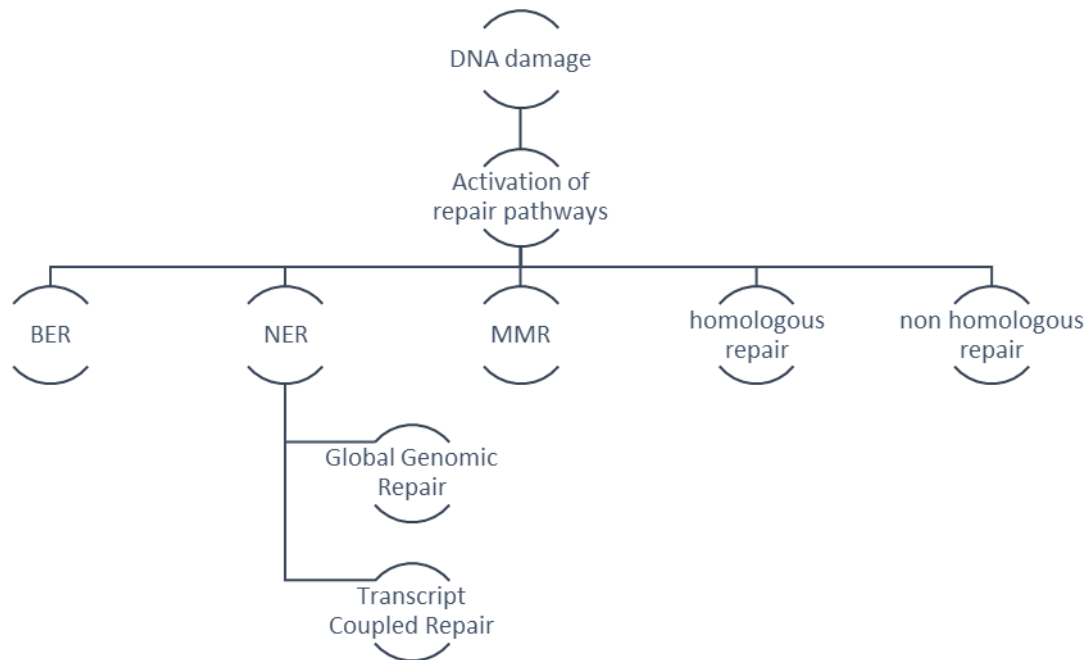 DNA damage
Activation of
repair pathways
BER
NER
MMR
homologous
repair
non homologous
repair
Global Genomic
Repair
Transcript
Coupled Repair